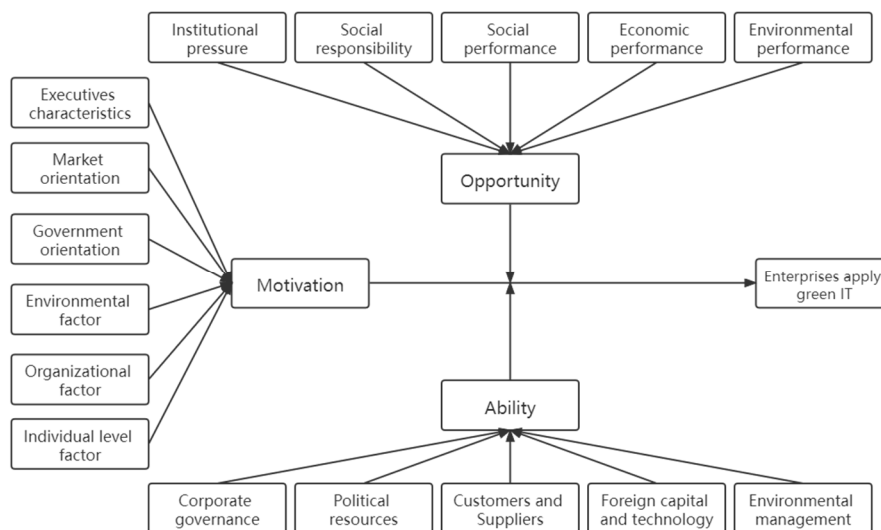 Institutional
pressure
Social
responsibility
Social
performance
Economic
performance
Environmental
performance
Executives
characteristics
Market
orientation
Government
orientation
Environmental
factor
Organizational
factor
Individual level
factor
Opportunity
Motivation
Enterprises apply
green IT
Ability
Corporate
governance
Political
resources
Customers and
Suppliers
Foreign capital
and technology
Environmental
management